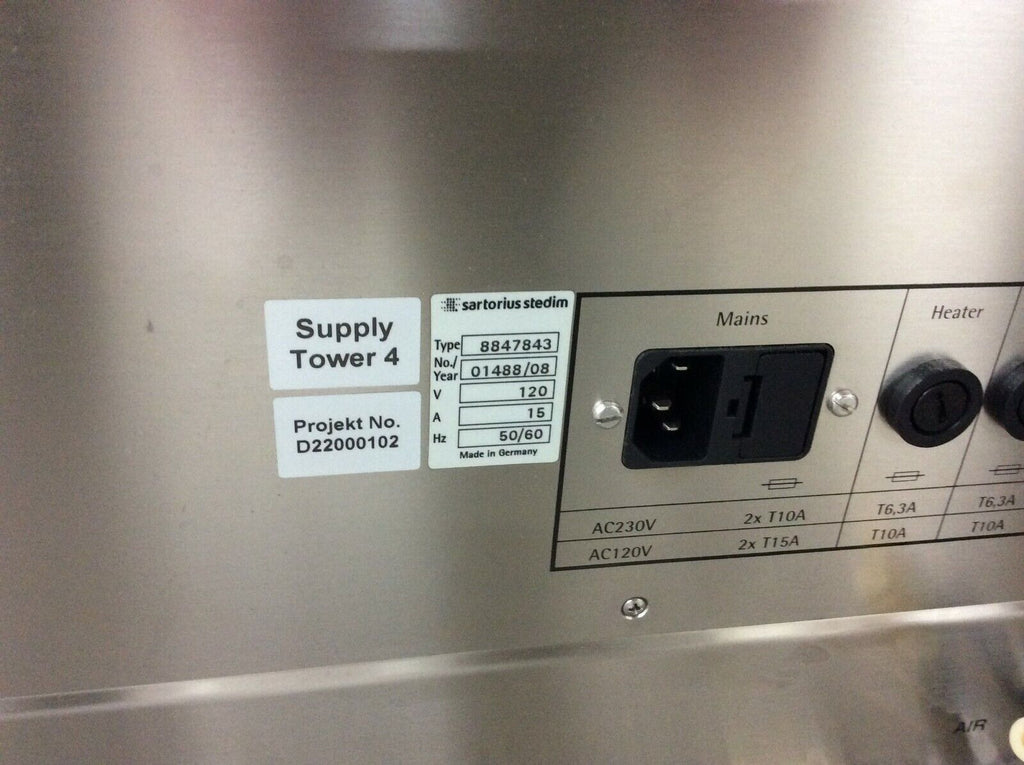 Supply
Tower 4
Projekt No.
D22000102
sartorius stedim
Type 8847843
No./
Year 01488/08
V 120
A 15
Hz 50/60
Made in Germany
Mains
Heater
AC230V 2x T10A T6,3A T6,3A
AC120V 2x T15A T10A T10A
AIR